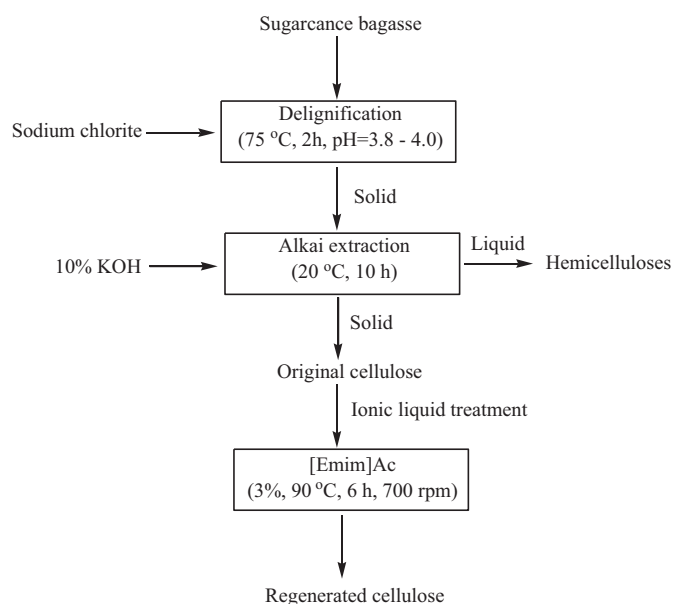 Sugarcance bagasse
Delignification
Sodium chlorite
(75 °C, 2h, pH=3.8 - 4.0)
Solid
Alkai extraction
Liquid
10% KOH
(20 °C, 10 h)
Hemicelluloses
Solid
Original cellulose
Ionic liquid treatment
[Emim]Ac
(3%, 90 °C, 6 h, 700 rpm)
Regenerated cellulose